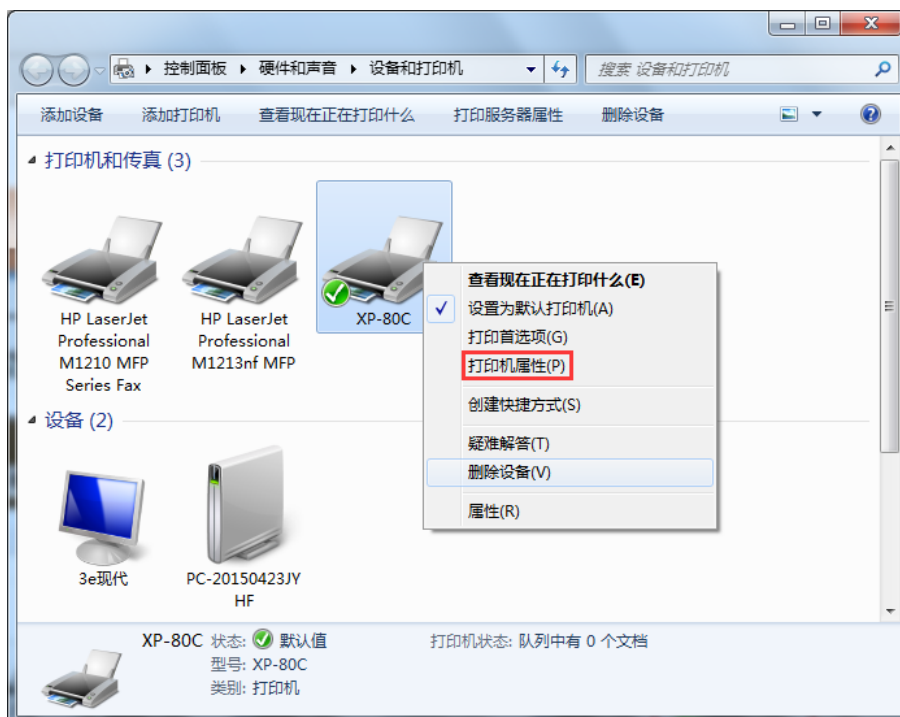 控制面板 硬件和声音 设备和打印机
搜索 设备和打印机
添加设备 添加打印机 查看现在正在打印什么 打印服务器属性 删除设备
打印机和传真 (3)
HP LaserJet Professional M1210 MFP Series Fax
HP LaserJet Professional M1213nf MFP
XP-80C
查看现在正在打印什么(E)
设置为默认打印机(A)
打印首选项(G)
打印机属性(P)
创建快捷方式(S)
疑难解答(T)
删除设备(V)
属性(R)
设备 (2)
3e现代
PC-20150423JYHF
XP-80C 状态: 默认值 打印机状态: 队列中有 0 个文档
型号: XP-80C
类别: 打印机